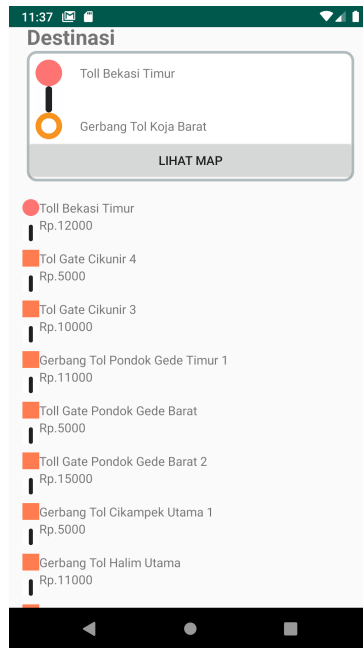 11:37
Destinasi
Toll Bekasi Timur
Gerbang Tol Koja Barat
LIHAT MAP
Toll Bekasi Timur
Rp.12000
Tol Gate Cikunir 4
Rp.5000
Tol Gate Cikunir 3
Rp.10000
Gerbang Tol Pondok Gede Timur 1
Rp.11000
Toll Gate Pondok Gede Barat
Rp.5000
Toll Gate Pondok Gede Barat 2
Rp.15000
Gerbang Tol Cikampek Utama 1
Rp.5000
Gerbang Tol Halim Utama
Rp.11000